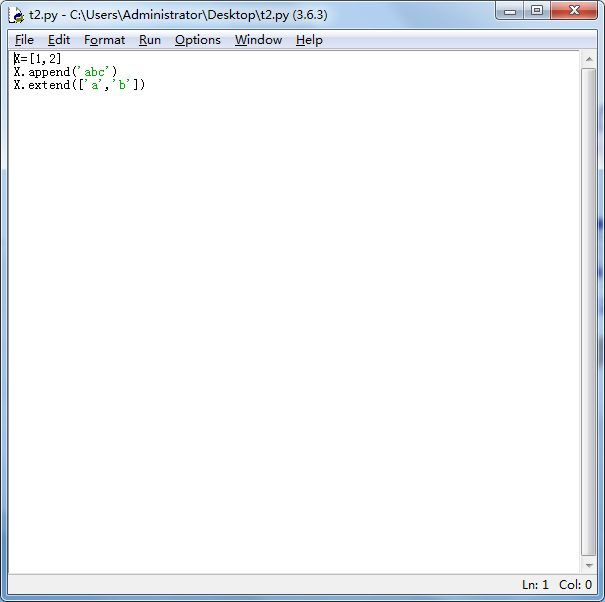 t2.py - C:\Users\Administrator\Desktop\t2.py (3.6.3)
File Edit Format Run Options Window Help
X=[1,2]
X.append('abc')
X.extend(['a','b'])
Ln: 1 Col: 0